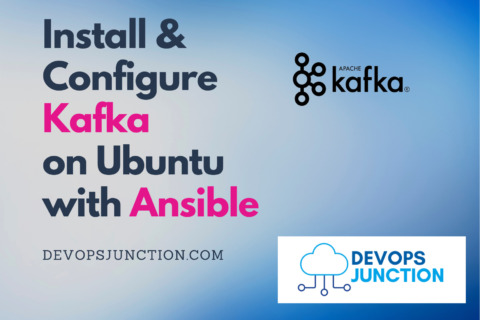 Install &
Configure
Kafka
on Ubuntu
with Ansible
DEVOPSJUNCTION.COM
APACHE
kafka®
DEVOPS
JUNCTION